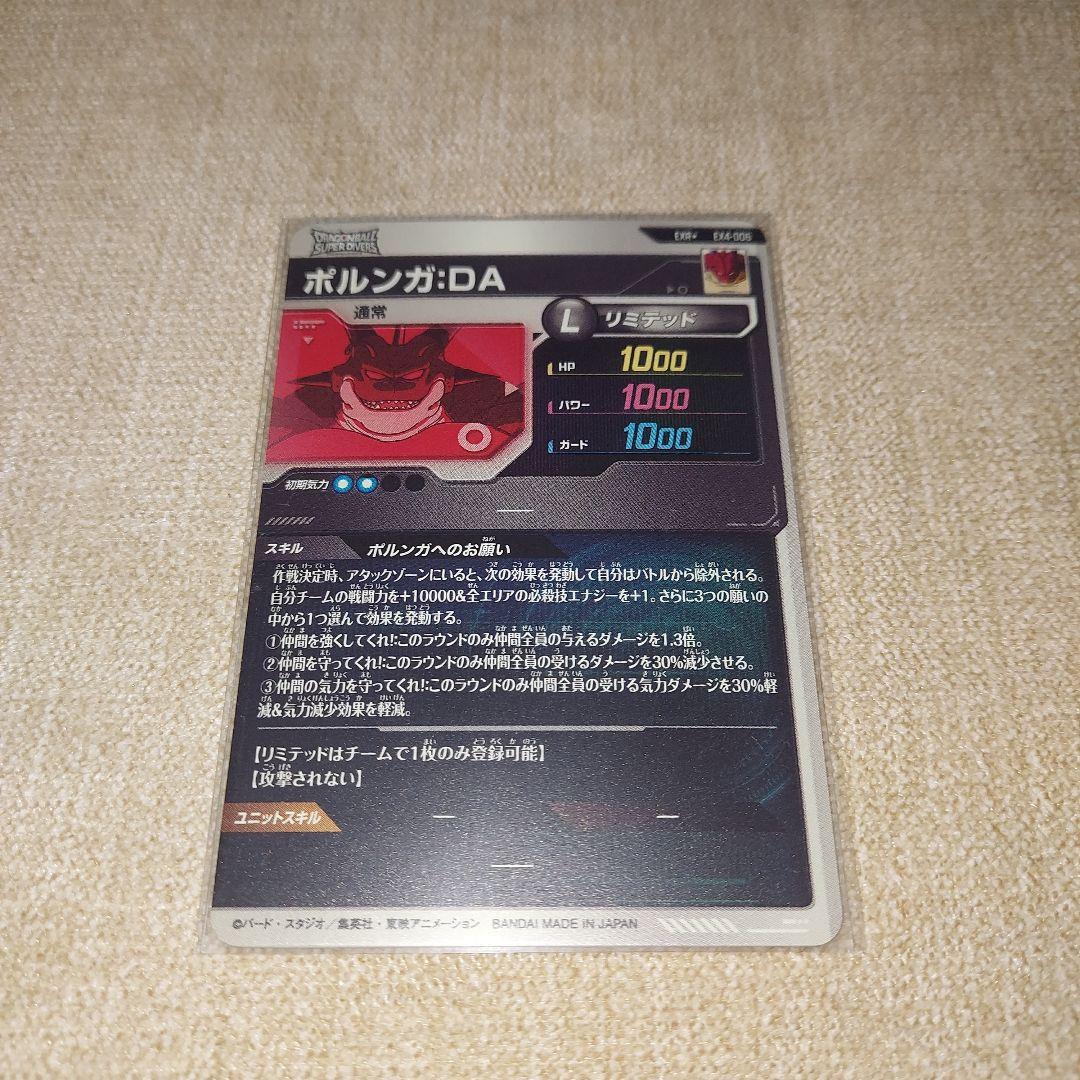 DRAGONBALL
SUPER DIVERS
EX4-006
ポルンガ:DA
通常
L リミテッド
HP 1000
パワー 1000
ガード 1000
初期気力
スキル ポルンガへのお願い
作戦決定時、アタックゾーンにいると、次の効果を発動して自分はバトルから除外される。
自分チームの戦闘力を+10000&全エリアの必殺技エナジーを+1。さらに3つの願いの
中から1つ選んで効果を発動する。
①仲間を強くしてくれ!:このラウンドのみ仲間全員の与えるダメージを1.3倍。
②仲間を守ってくれ!:このラウンドのみ仲間全員の受けるダメージを30%減少させる。
③仲間の気力を守ってくれ!:このラウンドのみ仲間全員の受ける気力ダメージを30%軽
減&気力減少効果を軽減。
【リミテッドはチームで1枚のみ登録可能】
【攻撃されない】
ユニットスキル ー ー
©バード・スタジオ/集英社・東映アニメーション BANDAI MADE IN JAPAN